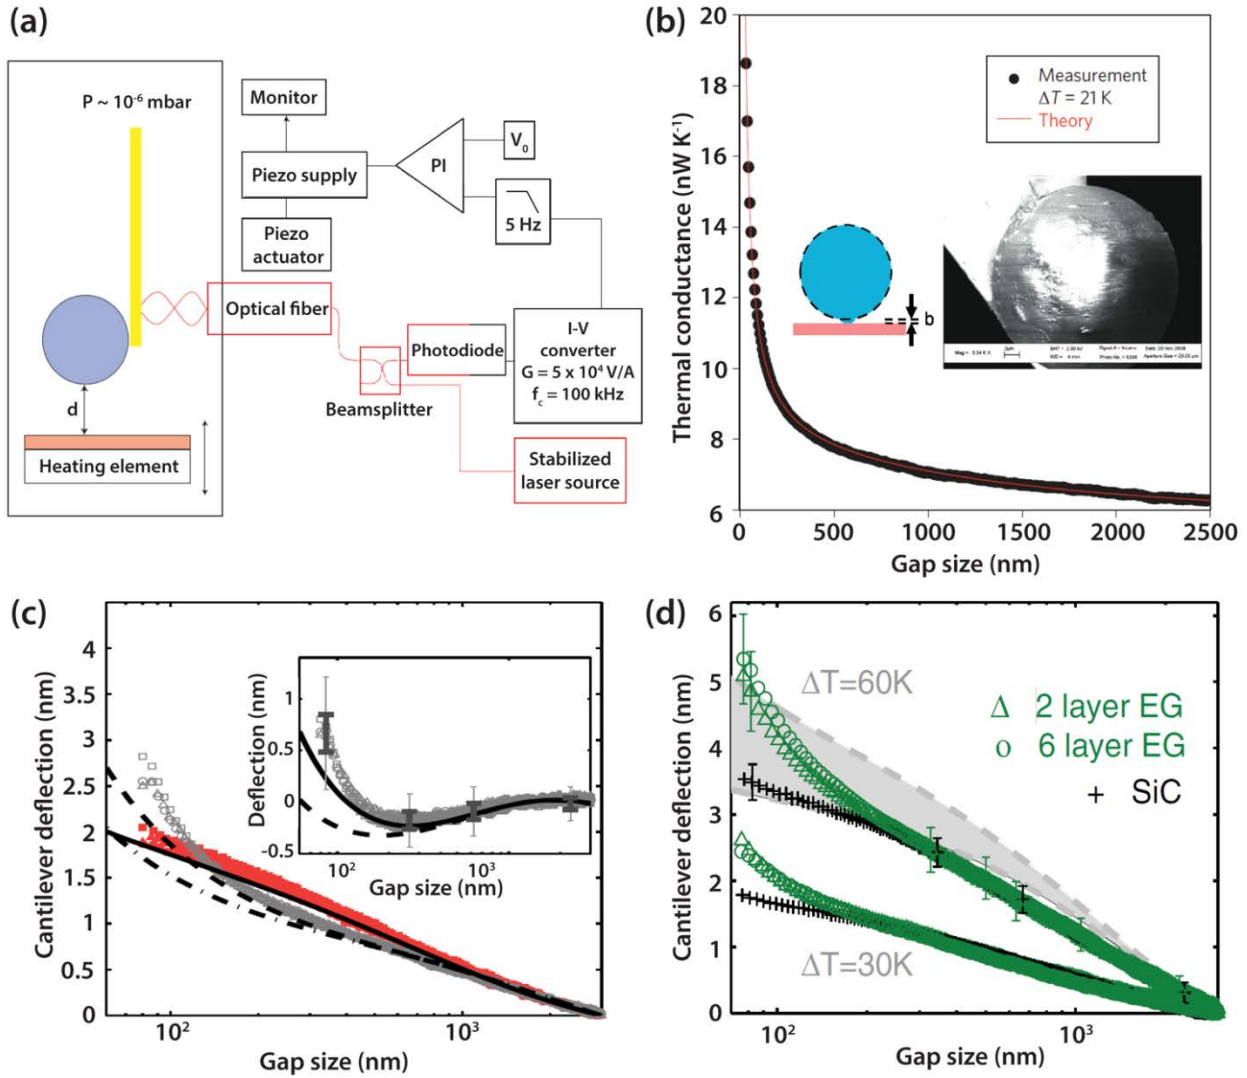 (a)
P ~ 10⁻⁶ mbar
d
Heating element
Monitor
Piezo supply
Piezo
actuator
PI
V₀
5 Hz
Optical fiber
Beamsplitter
Photodiode
I-V
converter
G = 5 x 10⁴ V/A
f_c = 100 kHz
Stabilized
laser source
(b)
Thermal conductance (nW K⁻¹)
20
18
16
14
12
10
8
6
0
500
1000
1500
2000
2500
Gap size (nm)
Measurement
ΔT = 21 K
Theory
b
(c)
Cantilever deflection (nm)
4
3.5
3
2.5
2
1.5
1
0.5
0
10²
10³
Gap size (nm)
Deflection (nm)
1
0.5
0
-0.5
10²
10³
Gap size (nm)
(d)
Cantilever deflection (nm)
6
5
4
3
2
1
0
10²
10³
Gap size (nm)
ΔT=60K
ΔT=30K
Δ 2 layer EG
o 6 layer EG
+ SiC